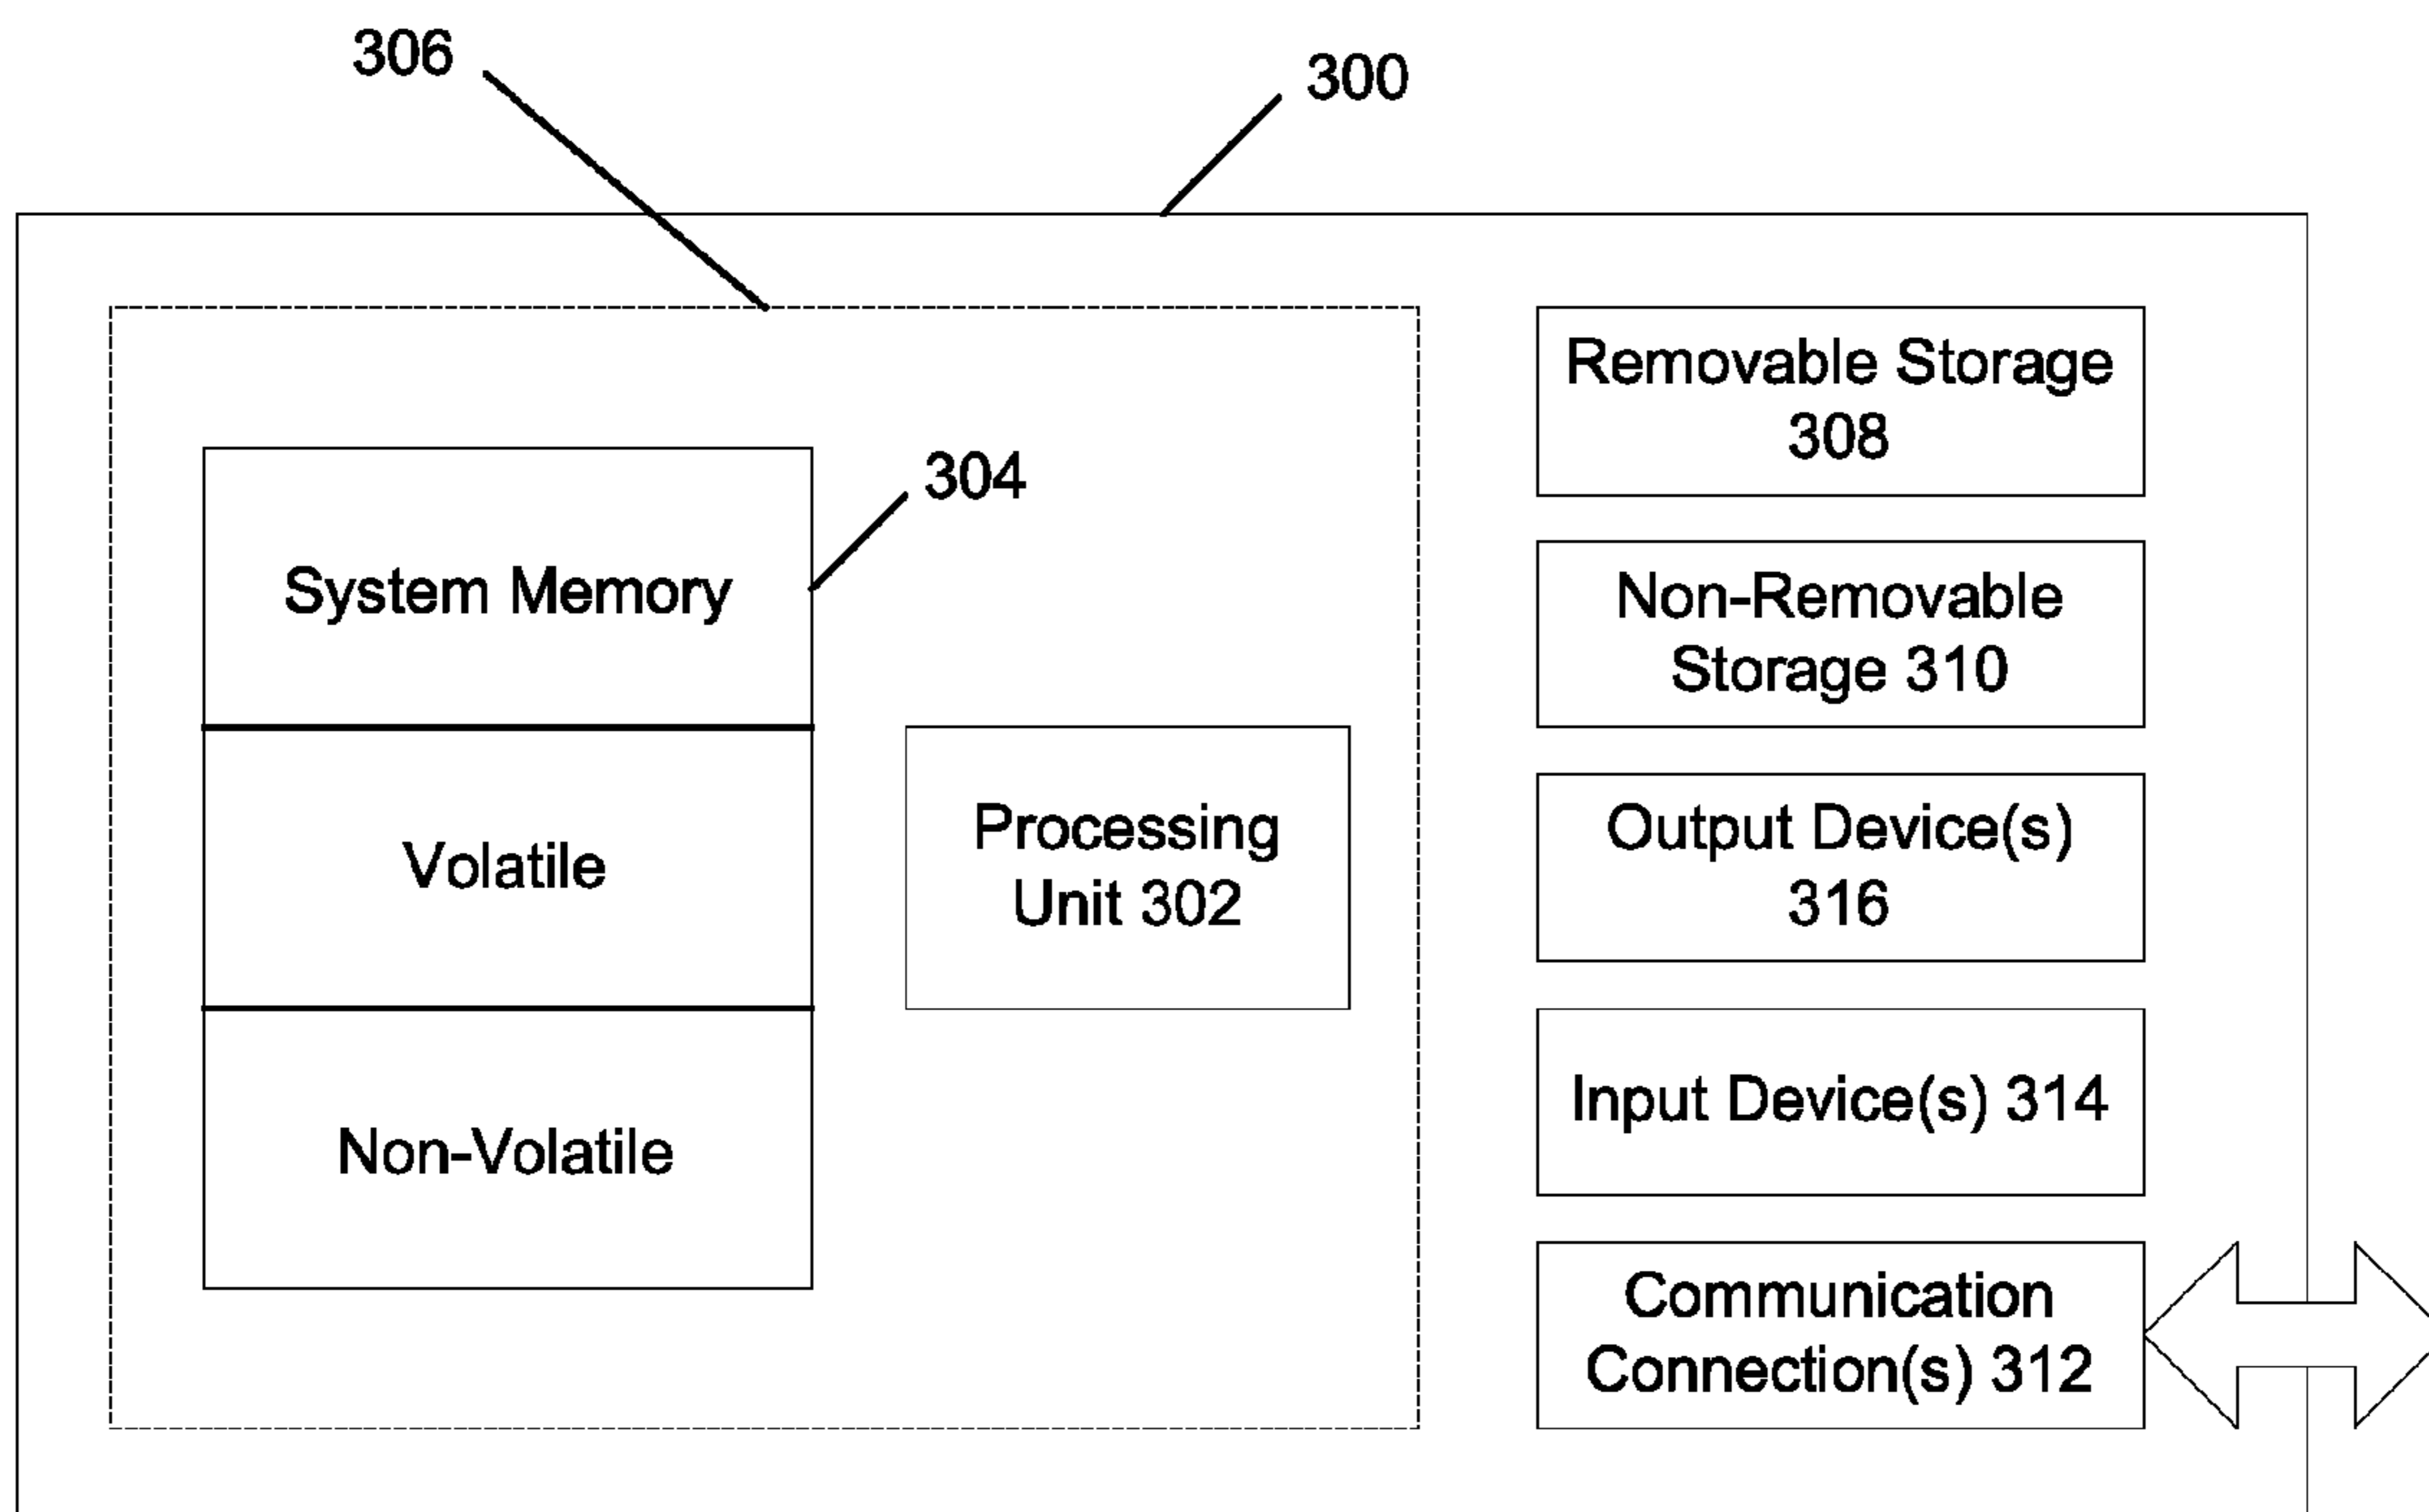 306
300
304
System Memory
Volatile
Non-Volatile
Processing
Unit 302
Removable Storage
308
Non-Removable
Storage 310
Output Device(s)
316
Input Device(s) 314
Communication
Connection(s) 312